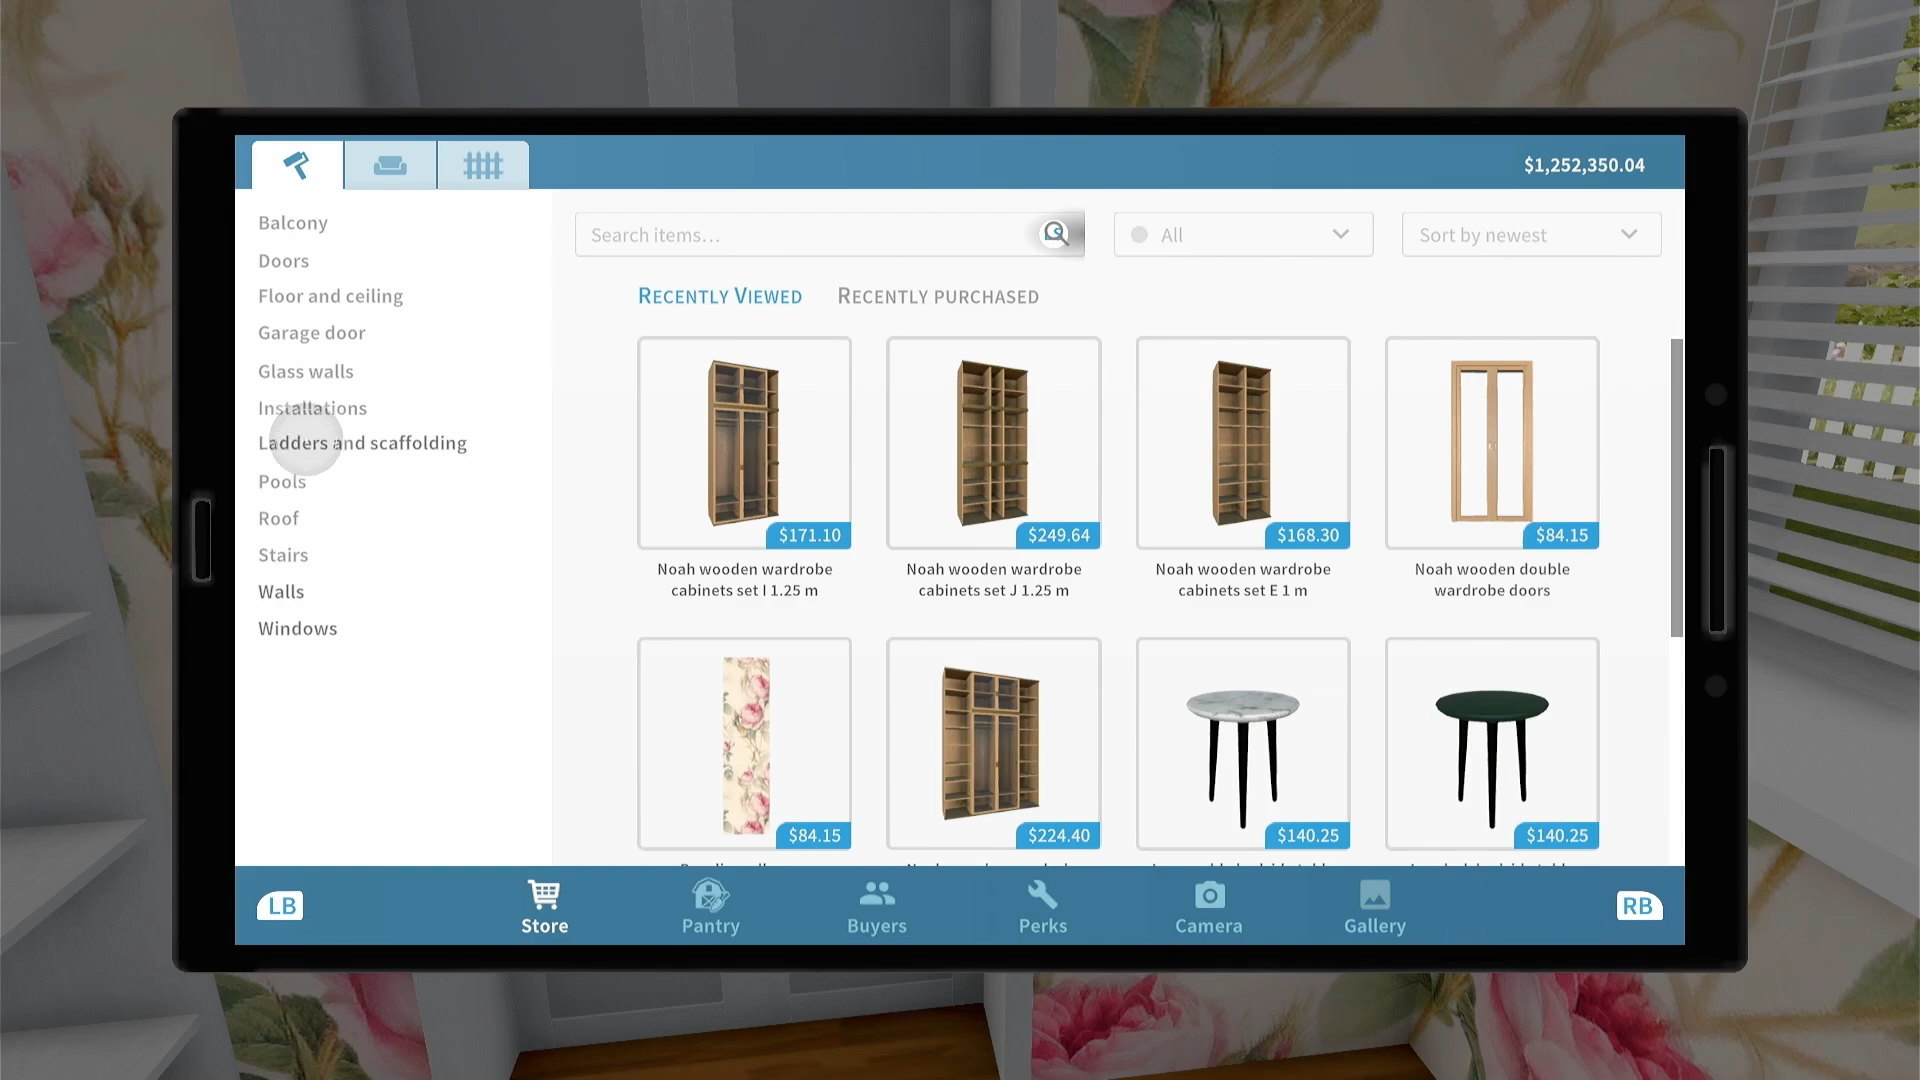 $1,252,350.04
Balcony
Doors
Floor and ceiling
Garage door
Glass walls
Installations
Ladders and scaffolding
Pools
Roof
Stairs
Walls
Windows
Search items...
All
Sort by newest
RECENTLY VIEWED
RECENTLY PURCHASED
$171.10
$249.64
$168.30
$84.15
Noah wooden wardrobe
cabinets set I 1.25 m
Noah wooden wardrobe
cabinets set J 1.25 m
Noah wooden wardrobe
cabinets set E 1 m
Noah wooden double
wardrobe doors
$84.15
$224.40
$140.25
$140.25
LB
Store
Pantry
Buyers
Perks
Camera
Gallery
RB